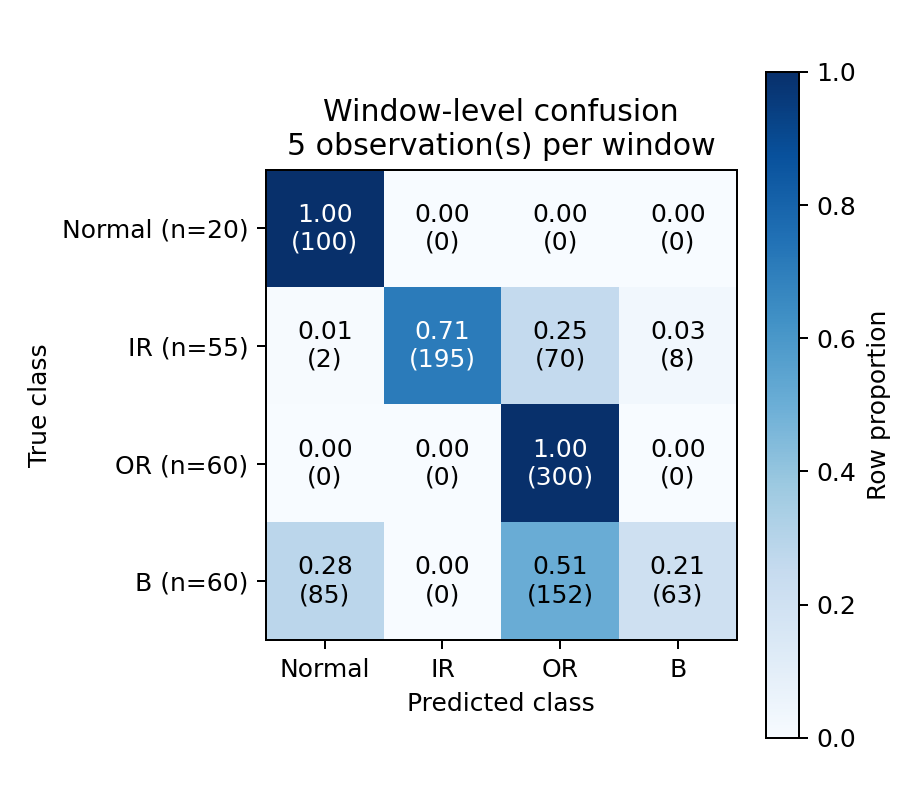 Window-level confusion
5 observation(s) per window
True class
Normal (n=20)
1.00 0.00 0.00 0.00
(100) (0) (0) (0)
IR (n=55)
0.01 0.71 0.25 0.03
(2) (195) (70) (8)
OR (n=60)
0.00 0.00 1.00 0.00
(0) (0) (300) (0)
B (n=60)
0.28 0.00 0.51 0.21
(85) (0) (152) (63)
Normal IR OR B
Predicted class
1.0
0.8
0.6
0.4
0.2
0.0
Row proportion